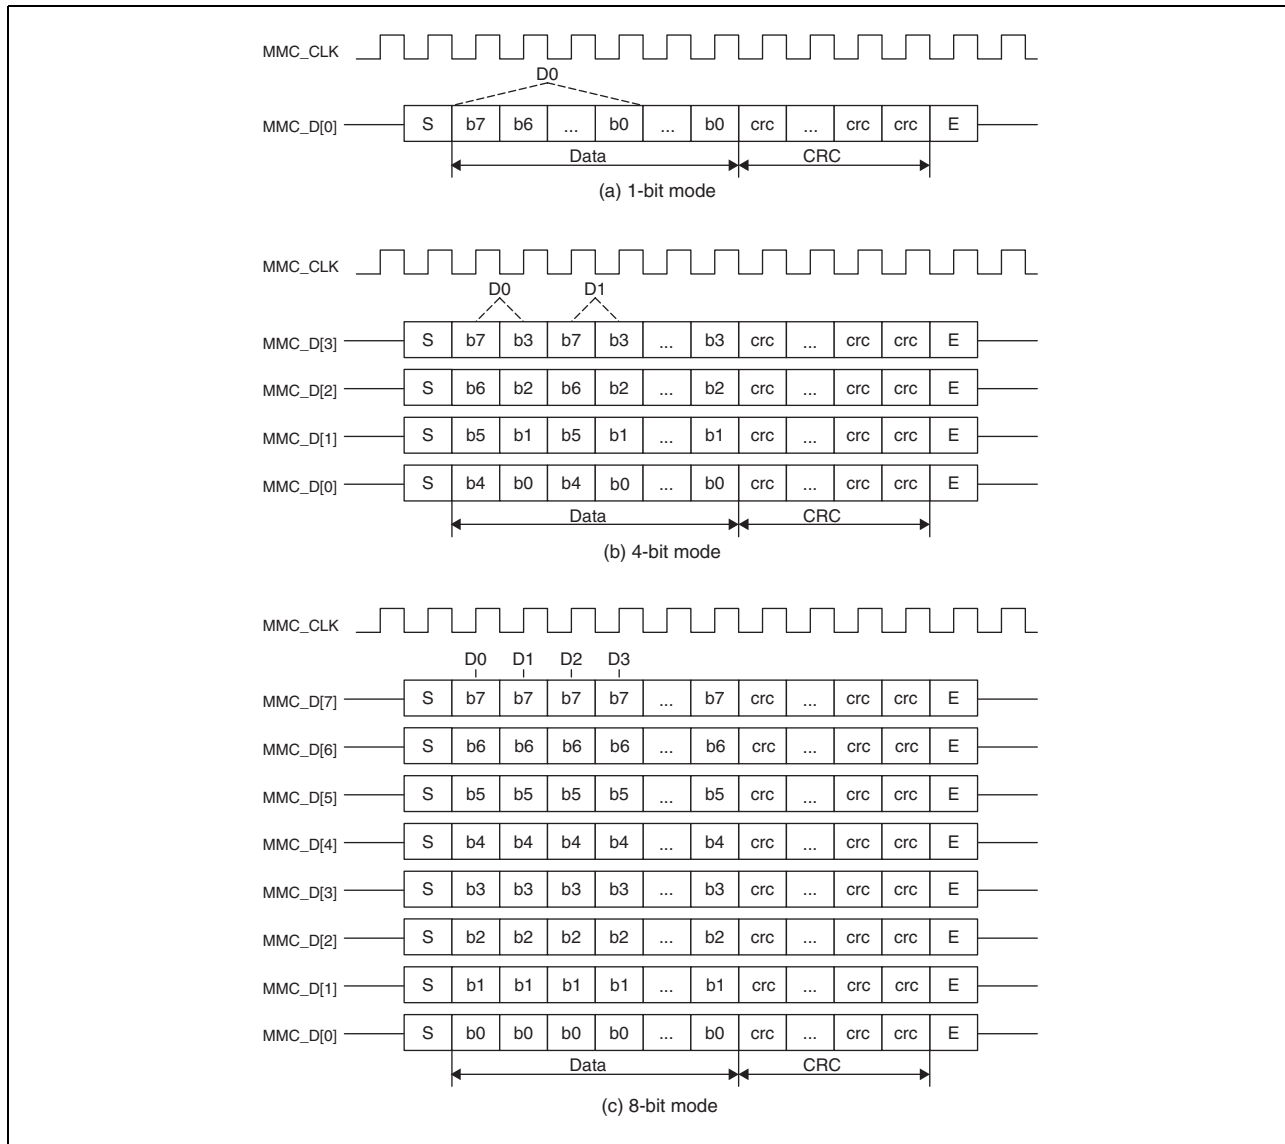 MMC_CLK
D0
MMC_D[0] S b7 b6 ... b0 ... b0 crc ... crc crc E
Data CRC
(a) 1-bit mode
MMC_CLK
D0 D1
MMC_D[3] S b7 b3 b7 b3 ... b3 crc ... crc crc E
MMC_D[2] S b6 b2 b6 b2 ... b2 crc ... crc crc E
MMC_D[1] S b5 b1 b5 b1 ... b1 crc ... crc crc E
MMC_D[0] S b4 b0 b4 b0 ... b0 crc ... crc crc E
Data CRC
(b) 4-bit mode
MMC_CLK
D0 D1 D2 D3
MMC_D[7] S b7 b7 b7 b7 ... b7 crc ... crc crc E
MMC_D[6] S b6 b6 b6 b6 ... b6 crc ... crc crc E
MMC_D[5] S b5 b5 b5 b5 ... b5 crc ... crc crc E
MMC_D[4] S b4 b4 b4 b4 ... b4 crc ... crc crc E
MMC_D[3] S b3 b3 b3 b3 ... b3 crc ... crc crc E
MMC_D[2] S b2 b2 b2 b2 ... b2 crc ... crc crc E
MMC_D[1] S b1 b1 b1 b1 ... b1 crc ... crc crc E
MMC_D[0] S b0 b0 b0 b0 ... b0 crc ... crc crc E
Data CRC
(c) 8-bit mode